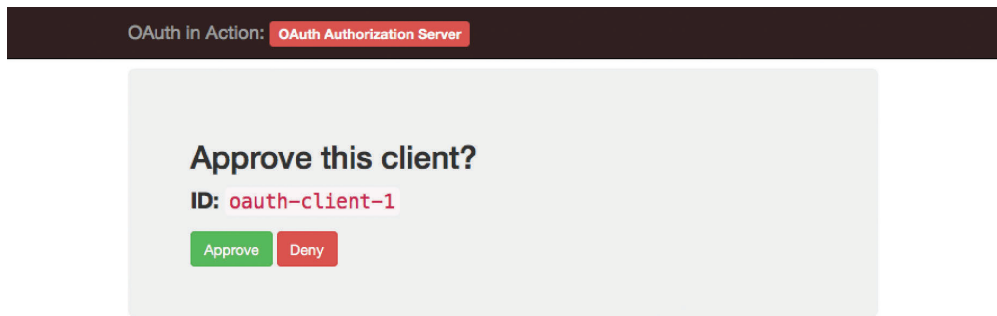 OAuth in Action: OAuth Authorization Server
Approve this client?
ID: oauth-client-1
Approve Deny